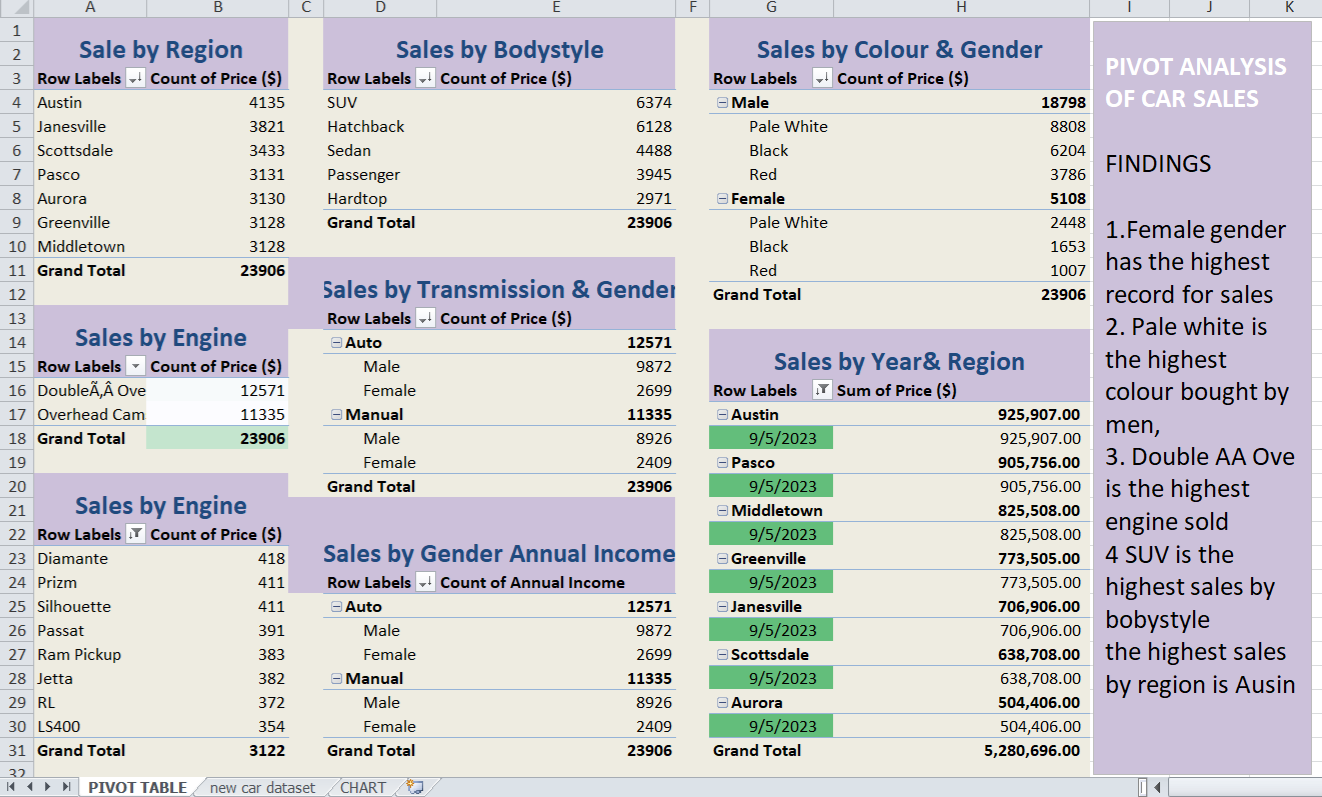 A B C D E F G H I J K
1
2 Sale by Region Sales by Bodystyle Sales by Colour & Gender
3 Row Labels Count of Price ($) Row Labels Count of Price ($) Row Labels Count of Price ($)
4 Austin 4135 SUV 6374 Male 18798
5 Janesville 3821 Hatchback 6128 Pale White 8808
6 Scottsdale 3433 Sedan 4488 Black 6204
7 Pasco 3131 Passenger 3945 Red 3786
8 Aurora 3130 Hardtop 2971 Female 5108
9 Greenville 3128 Grand Total 23906 Pale White 2448
10 Middletown 3128 Black 1653
11 Grand Total 23906 Red 1007
12 Sales by Transmission & Gender Grand Total 23906
13 Row Labels Count of Price ($)
14 Sales by Engine Auto 12571
15 Row Labels Count of Price ($) Male 9872 Sales by Year& Region
16 DoubleÃ‚Â Ove 12571 Female 2699 Row Labels Sum of Price ($)
17 Overhead Cam 11335 Manual 11335 Austin 925,907.00
18 Grand Total 23906 Male 8926 9/5/2023 925,907.00
19 Female 2409 Pasco 905,756.00
20 Grand Total 23906 9/5/2023 905,756.00
21 Sales by Engine Middletown 825,508.00
22 Row Labels Count of Price ($) 9/5/2023 825,508.00
23 Diamante 418 Sales by Gender Annual Income Greenville 773,505.00
24 Prizm 411 Row Labels Count of Annual Income 9/5/2023 773,505.00
25 Silhouette 411 Auto 12571 Janesville 706,906.00
26 Passat 391 Male 9872 9/5/2023 706,906.00
27 Ram Pickup 383 Female 2699 Scottsdale 638,708.00
28 Jetta 382 Manual 11335 9/5/2023 638,708.00
29 RL 372 Male 8926 Aurora 504,406.00
30 LS400 354 Female 2409 9/5/2023 504,406.00
31 Grand Total 3122 Grand Total 23906 Grand Total 5,280,696.00
32
PIVOT ANALYSIS
OF CAR SALES
FINDINGS
1.Female gender
has the highest
record for sales
2. Pale white is
the highest
colour bought by
men,
3. Double AA Ove
is the highest
engine sold
4 SUV is the
highest sales by
bobystyle
the highest sales
by region is Ausin
PIVOT TABLE new car dataset CHART